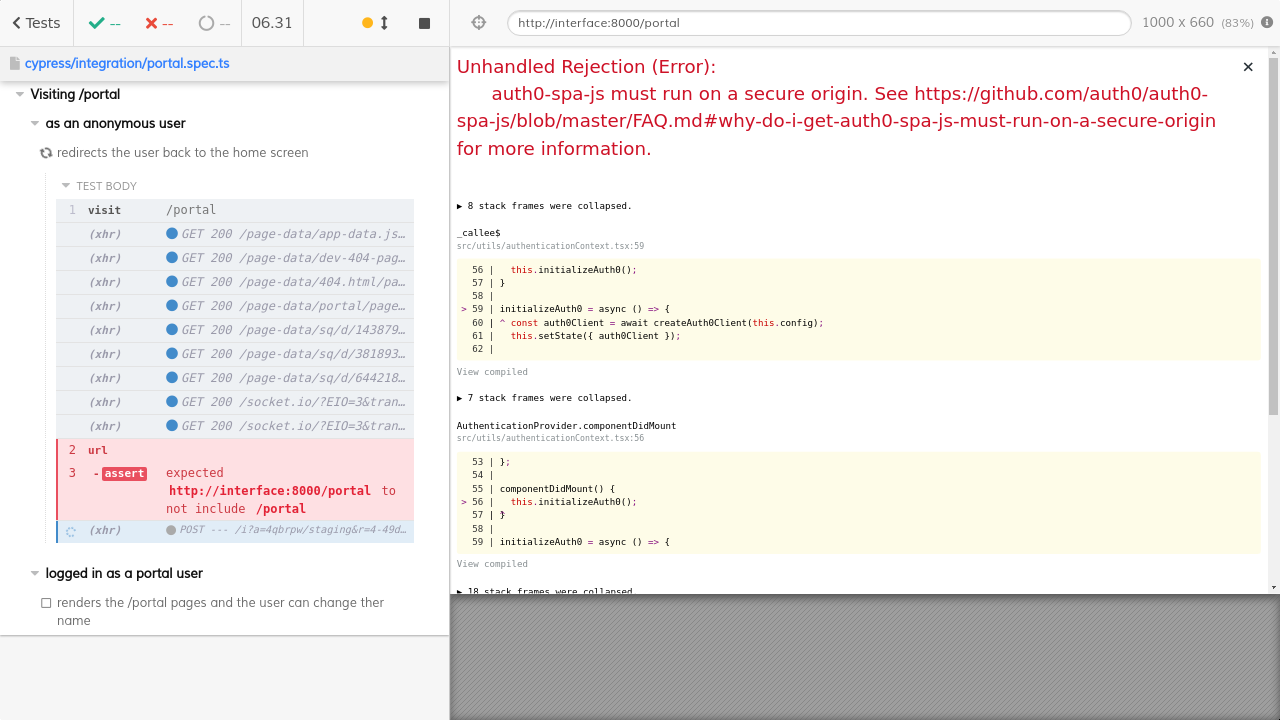 Tests
--
--
--
06.31
http://interface:8000/portal
1000 x 660 (83%)
cypress/integration/portal.spec.ts
Visiting /portal
as an anonymous user
redirects the user back to the home screen
TEST BODY
1 visit /portal
(xhr) GET 200 /page-data/app-data.js…
(xhr) GET 200 /page-data/dev-404-pag…
(xhr) GET 200 /page-data/404.html/pa…
(xhr) GET 200 /page-data/portal/page…
(xhr) GET 200 /page-data/sq/d/143879…
(xhr) GET 200 /page-data/sq/d/381893…
(xhr) GET 200 /page-data/sq/d/644218…
(xhr) GET 200 /socket.io/?EIO=3&tran…
(xhr) GET 200 /socket.io/?EIO=3&tran…
2 url
3 - assert expected
http://interface:8000/portal to
not include /portal
(xhr) POST --- /i?a=4qbrpw/staging&r=4-49d…
logged in as a portal user
renders the /portal pages and the user can change ther
name
Unhandled Rejection (Error):
auth0-spa-js must run on a secure origin. See https://github.com/auth0/auth0-
spa-js/blob/master/FAQ.md#why-do-i-get-auth0-spa-js-must-run-on-a-secure-origin
for more information.
▶ 8 stack frames were collapsed.
_callee$
src/utils/authenticationContext.tsx:59
56 | this.initializeAuth0();
57 | }
58 |
> 59 | initializeAuth0 = async () => {
60 | ^ const auth0Client = await createAuth0Client(this.config);
61 | this.setState({ auth0Client });
62 |
View compiled
▶ 7 stack frames were collapsed.
AuthenticationProvider.componentDidMount
src/utils/authenticationContext.tsx:56
53 | };
54 |
55 | componentDidMount() {
> 56 | this.initializeAuth0();
57 | }
58 |
59 | initializeAuth0 = async () => {
View compiled
▶ 18 stack frames were collapsed.